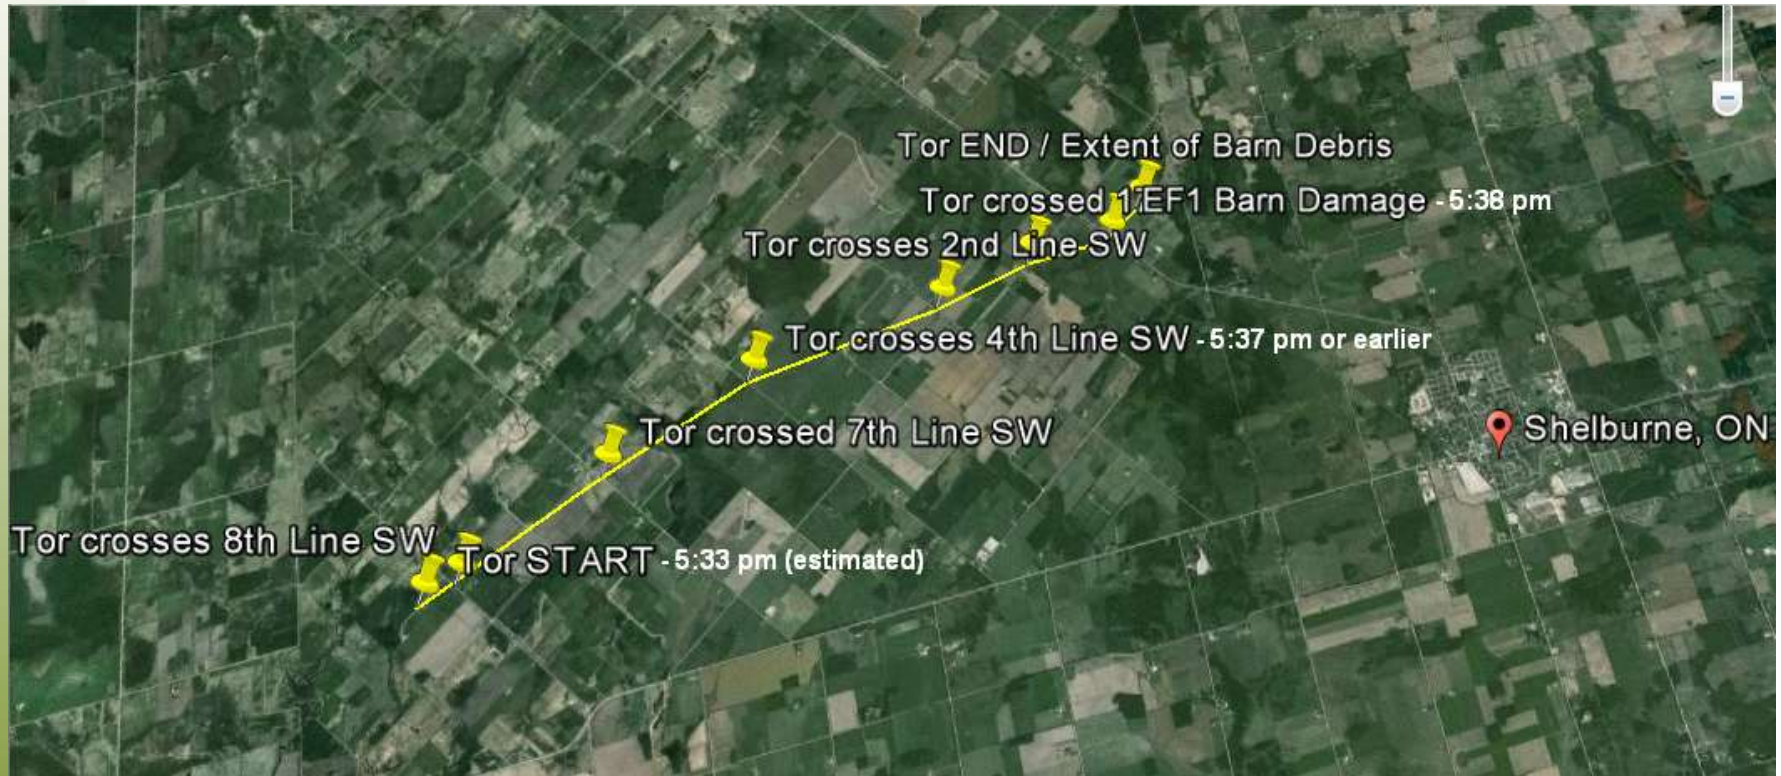 Tor END / Extent of Barn Debris
Tor crossed 1 EF1 Barn Damage - 5:38 pm
Tor crosses 2nd Line SW
Tor crosses 4th Line SW - 5:37 pm or earlier
Shelburne, ON
Tor crossed 7th Line SW
Tor crosses 8th Line SW
Tor START - 5:33 pm (estimated)